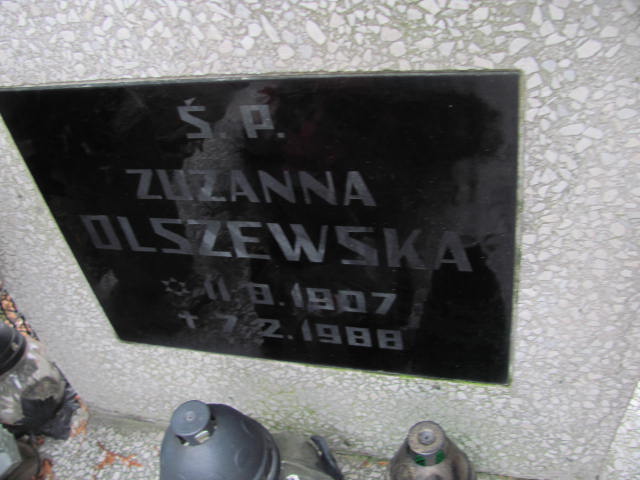 Ś. P.
ZUZANNA
OLSZEWSKA
✡ 11.8.1907
✝ 7.2.1988